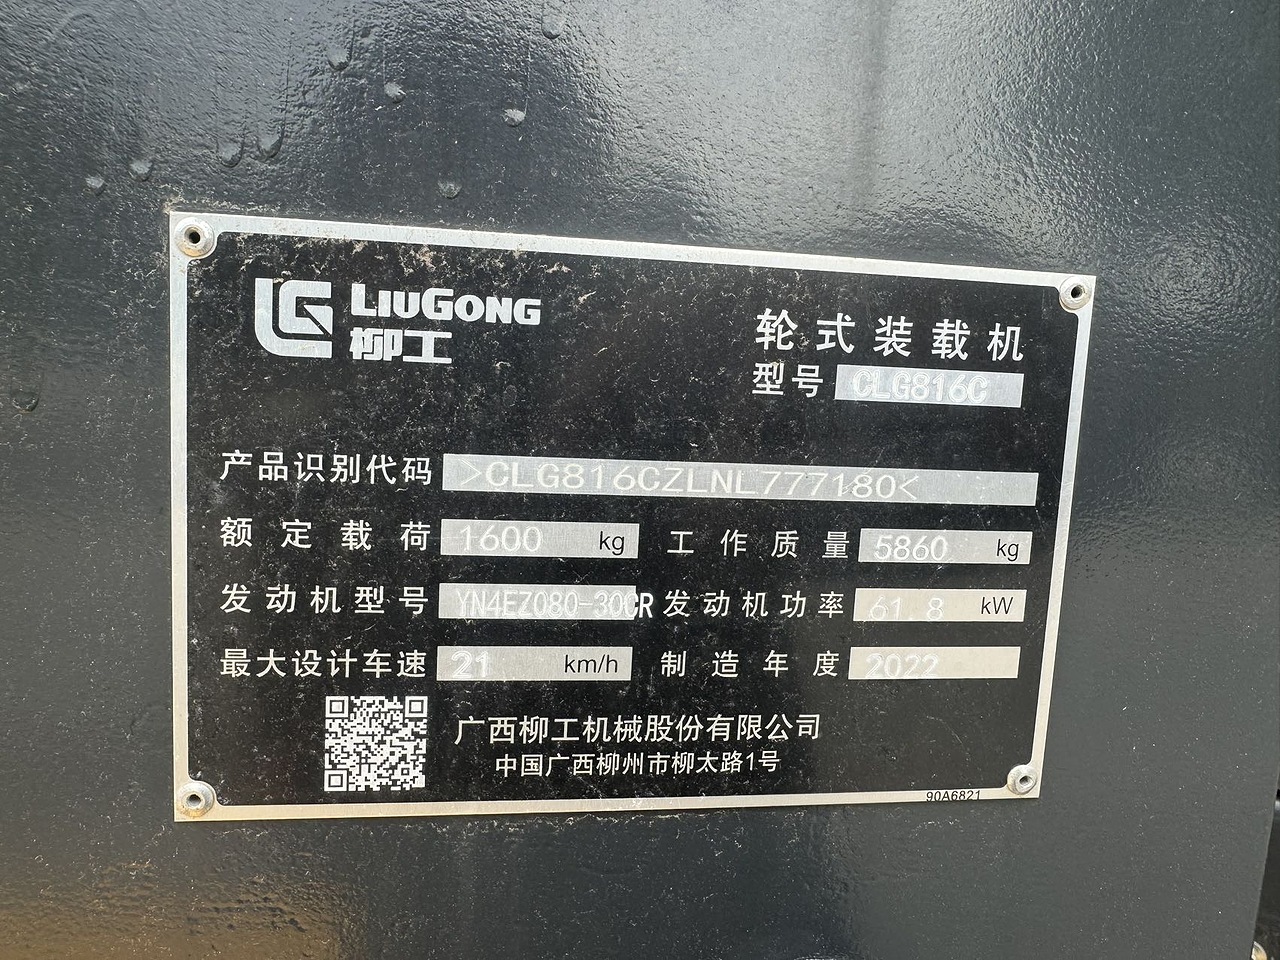 LIUGONG
柳工
轮式装载机
型号 CLG816C
产品识别代码 >CLG816CZLNL777180<
额定载荷 1600 kg 工作质量 5860 kg
发动机型号 YN4EZ080-30CR 发动机功率 61.8 kW
最大设计车速 21 km/h 制造年度 2022
广西柳工机械股份有限公司
中国广西柳州市柳太路1号
90A6821